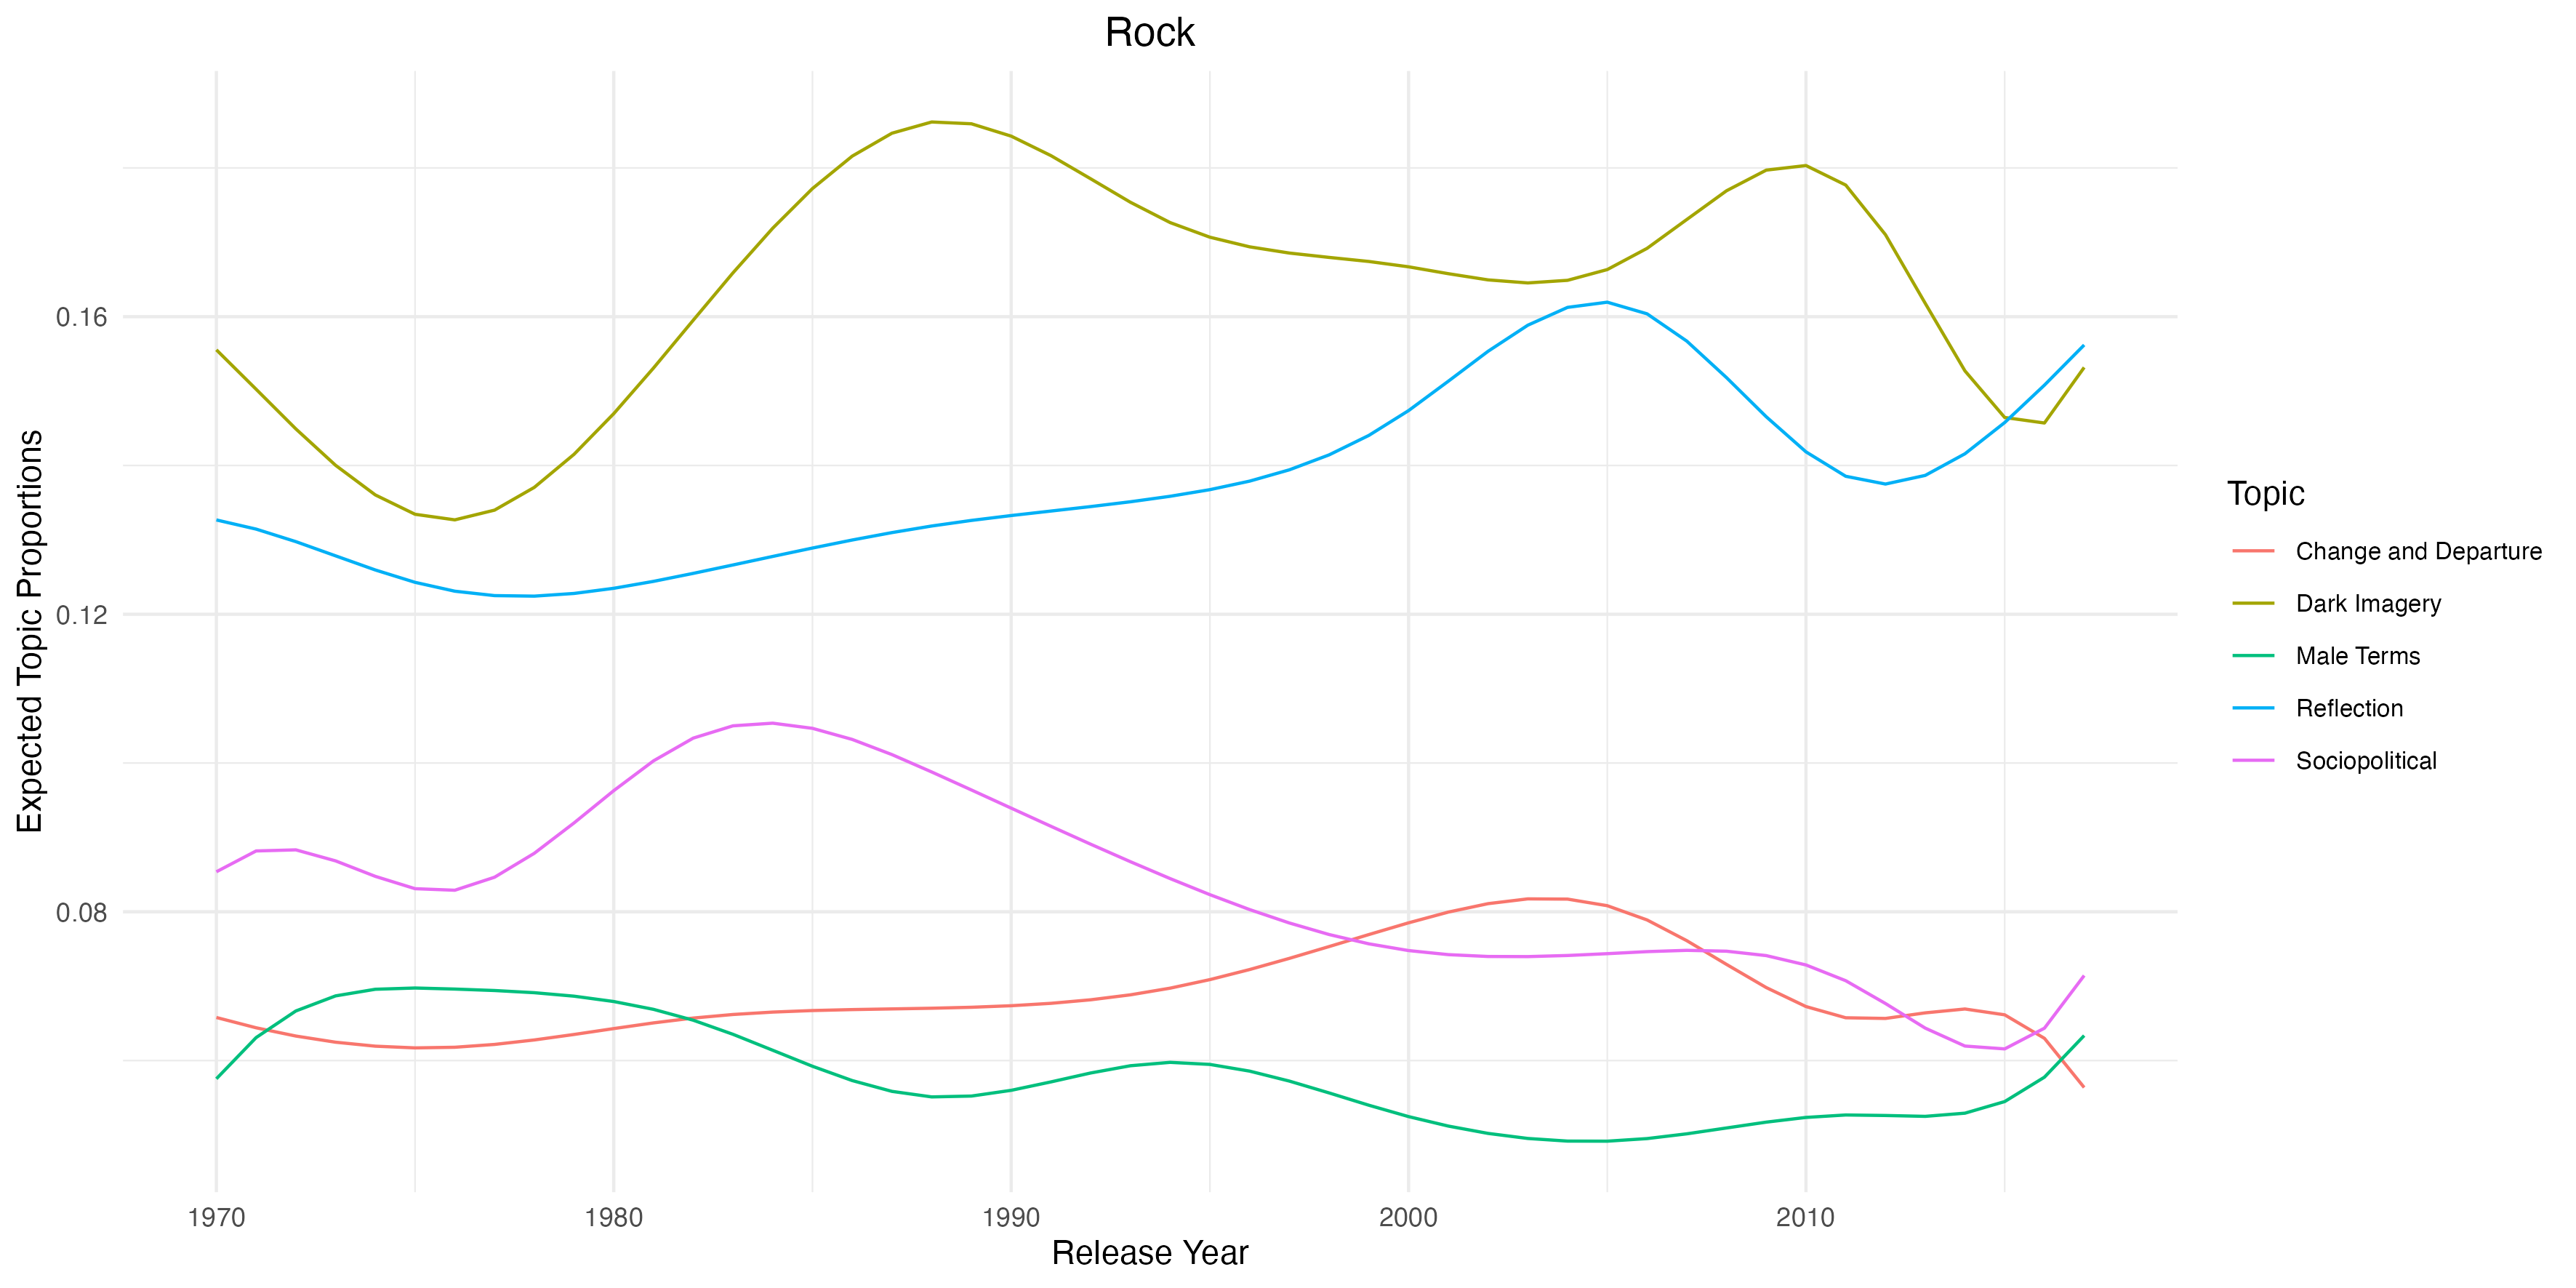 Rock
Expected Topic Proportions
0.16
0.12
0.08
1970
1980
1990
2000
2010
Release Year
Topic
Change and Departure
Dark Imagery
Male Terms
Reflection
Sociopolitical